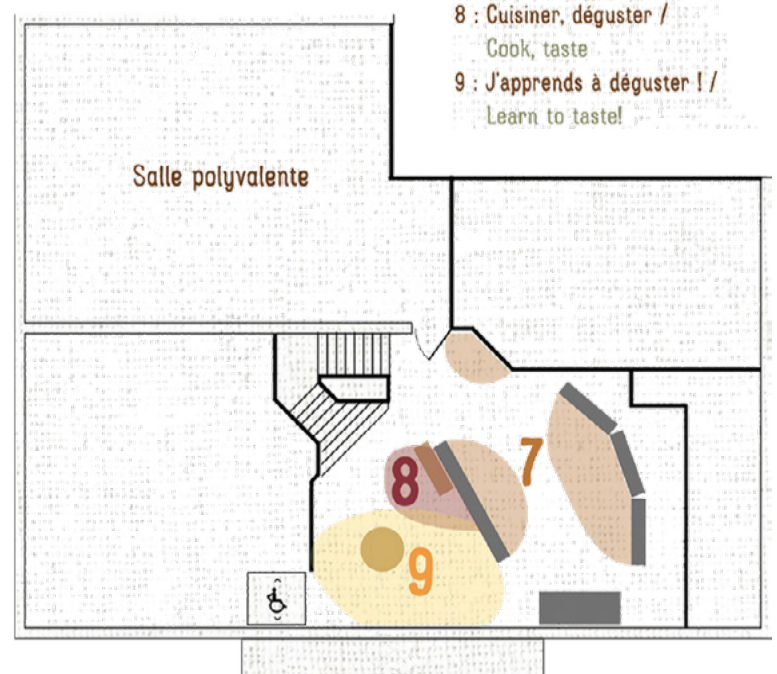 8 : Cuisiner, déguster /
Cook, taste
9 : J'apprends à déguster ! /
Learn to taste!
Salle polyvalente
7
8
9